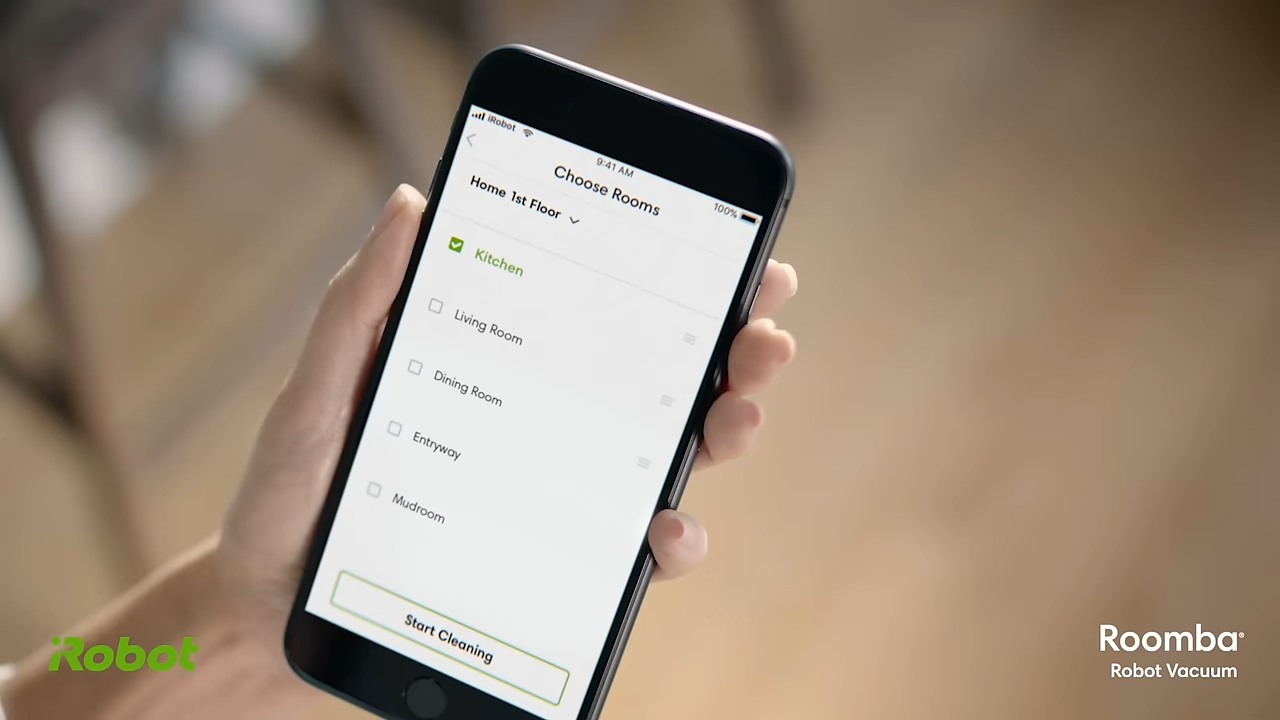 iRobot
9:41 AM
100%
Choose Rooms
Home 1st Floor
Kitchen
Living Room
Dining Room
Entryway
Mudroom
Start Cleaning
iRobot
Roomba®
Robot Vacuum